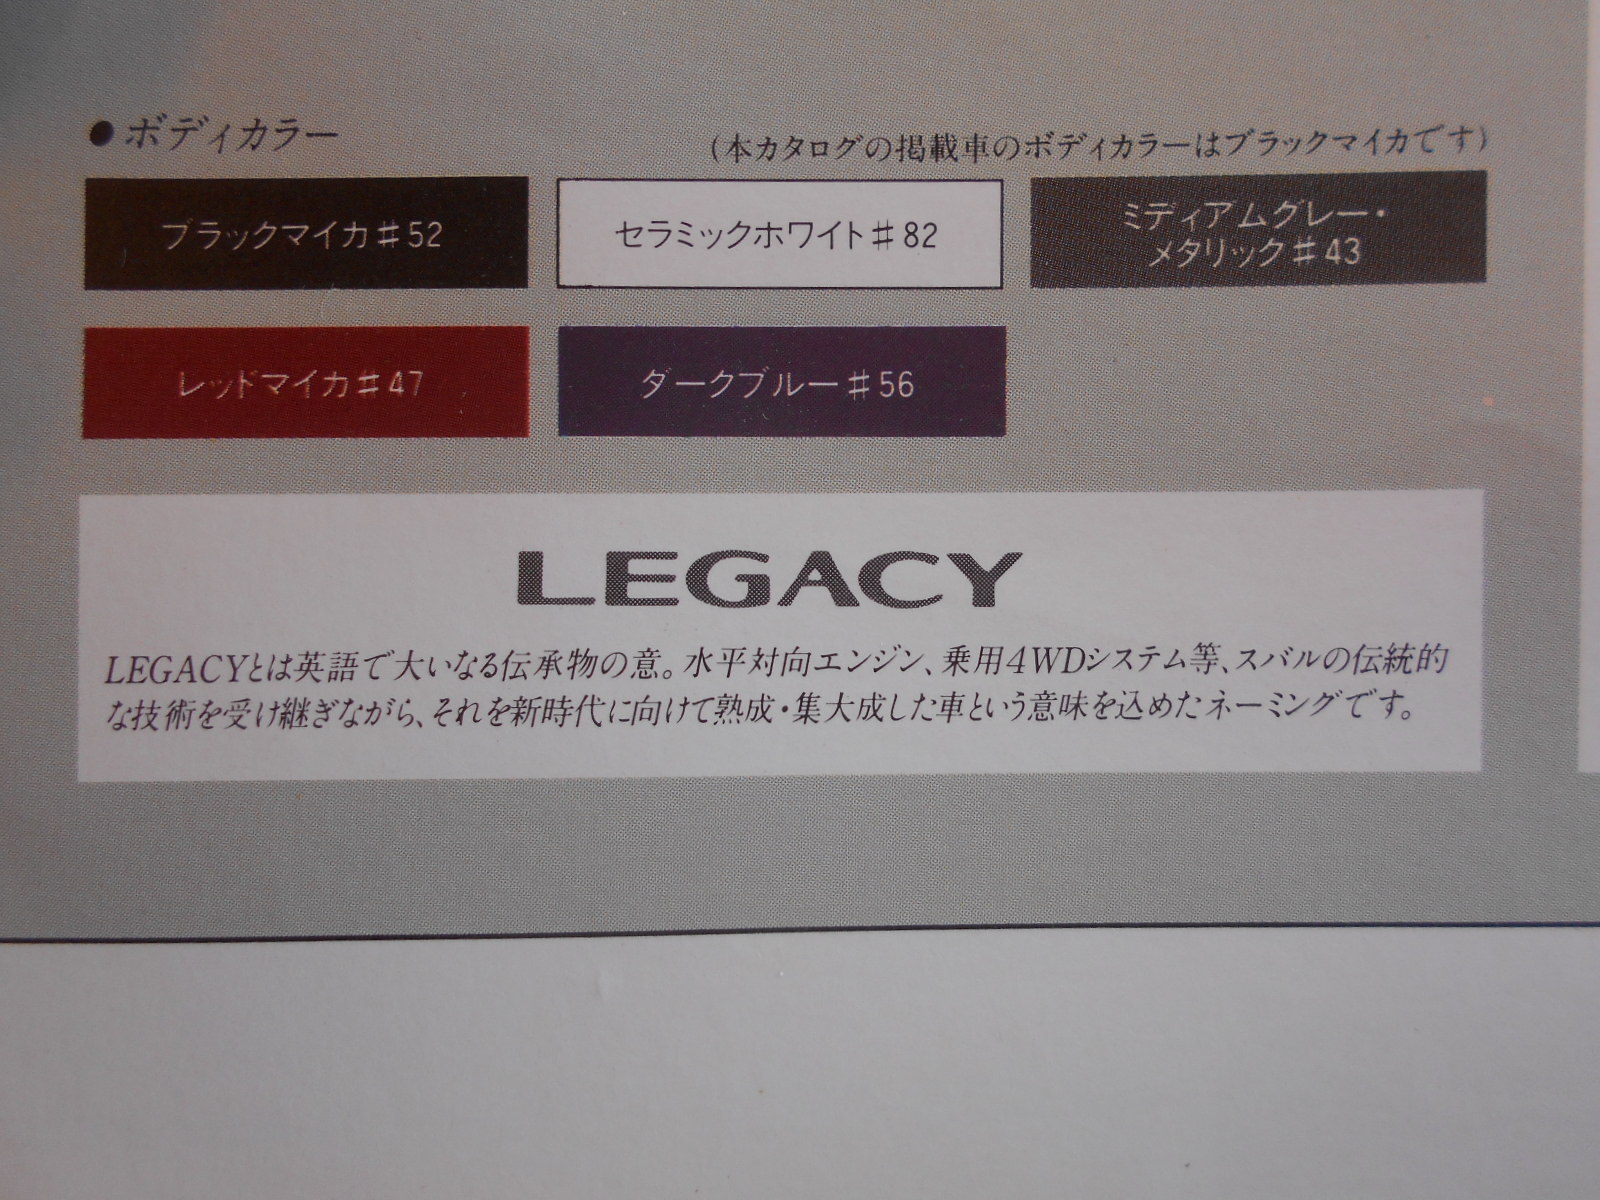 ●ボディカラー
(本カタログの掲載車のボディカラーはブラックマイカです)
ブラックマイカ♯52
セラミックホワイト♯82
ミディアムグレー・
メタリック♯43
レッドマイカ♯47
ダークブルー♯56
LEGACY
LEGACYとは英語で大いなる伝承物の意。水平対向エンジン、乗用4WDシステム等、スバルの伝統的
な技術を受け継ぎながら、それを新時代に向けて熟成・集大成した車という意味を込めたネーミングです。